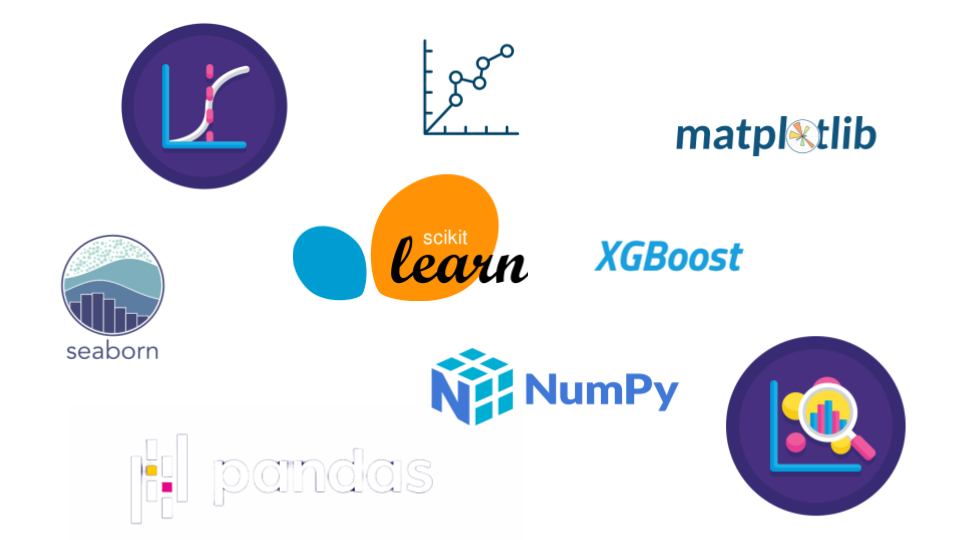 matplotlib
scikit
learn
XGBoost
seaborn
NumPy
pandas